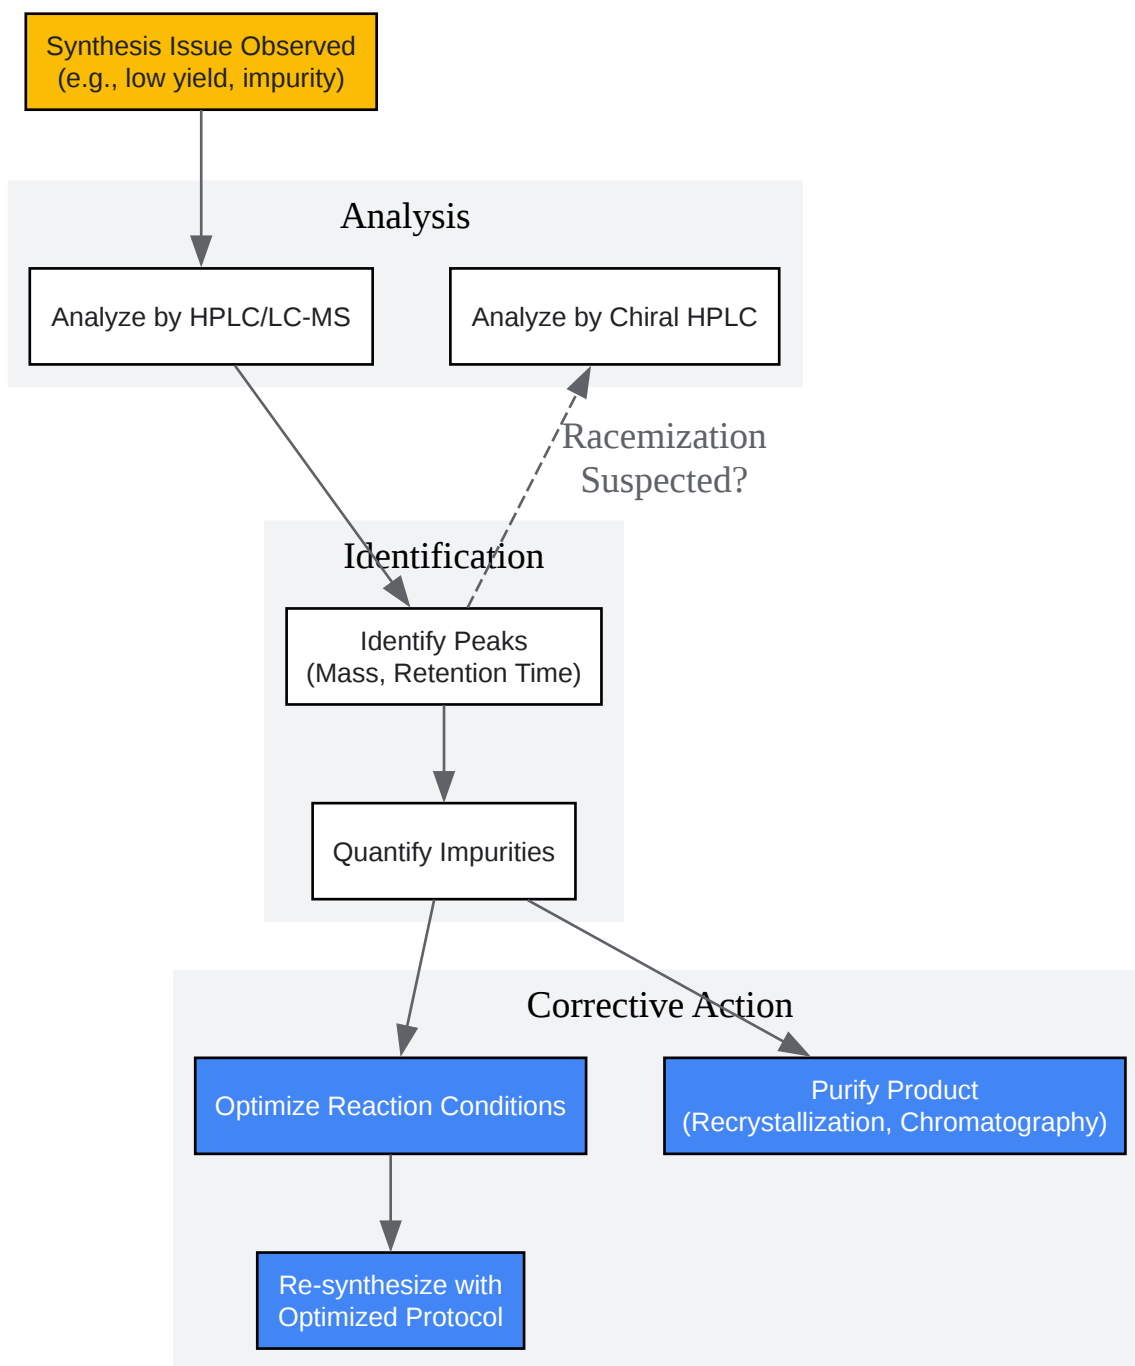 Synthesis Issue Observed
(e.g., low yield, impurity)
Analysis
Analyze by HPLC/LC-MS
Analyze by Chiral HPLC
Racemization
Suspected?
Identification
Identify Peaks
(Mass, Retention Time)
Quantify Impurities
Corrective Action
Optimize Reaction Conditions
Purify Product
(Recrystallization, Chromatography)
Re-synthesize with
Optimized Protocol